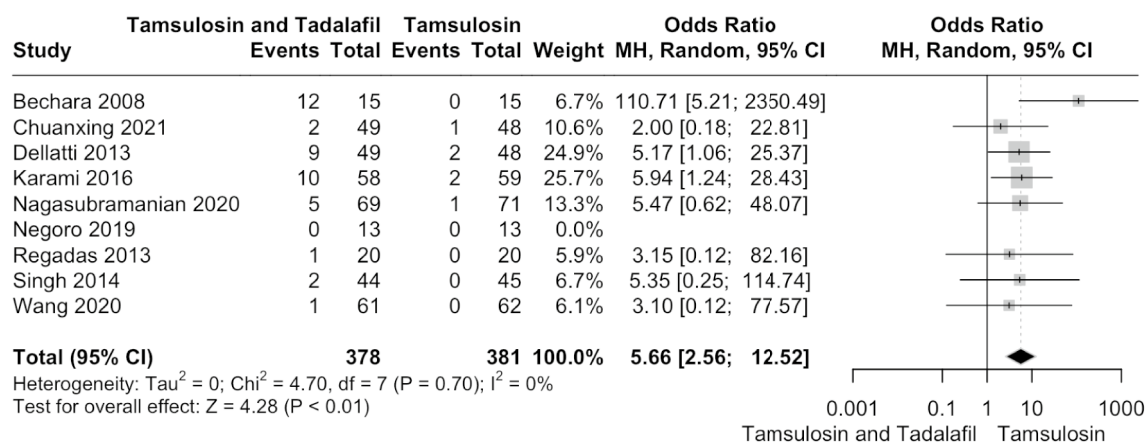 Tamsulosin and Tadalafil Tamsulosin Odds Ratio Odds Ratio
Study Events Total Events Total Weight MH, Random, 95% CI MH, Random, 95% CI
Bechara 2008 12 15 0 15 6.7% 110.71 [5.21; 2350.49]
Chuanxing 2021 2 49 1 48 10.6% 2.00 [0.18; 22.81]
Dellatti 2013 9 49 2 48 24.9% 5.17 [1.06; 25.37]
Karami 2016 10 58 2 59 25.7% 5.94 [1.24; 28.43]
Nagasubramanian 2020 5 69 1 71 13.3% 5.47 [0.62; 48.07]
Negoro 2019 0 13 0 13 0.0%
Regadas 2013 1 20 0 20 5.9% 3.15 [0.12; 82.16]
Singh 2014 2 44 0 45 6.7% 5.35 [0.25; 114.74]
Wang 2020 1 61 0 62 6.1% 3.10 [0.12; 77.57]
Total (95% CI) 378 381 100.0% 5.66 [2.56; 12.52]
Heterogeneity: Tau² = 0; Chi² = 4.70, df = 7 (P = 0.70); I² = 0%
Test for overall effect: Z = 4.28 (P < 0.01)
0.001 0.1 1 10 1000
Tamsulosin and Tadalafil Tamsulosin